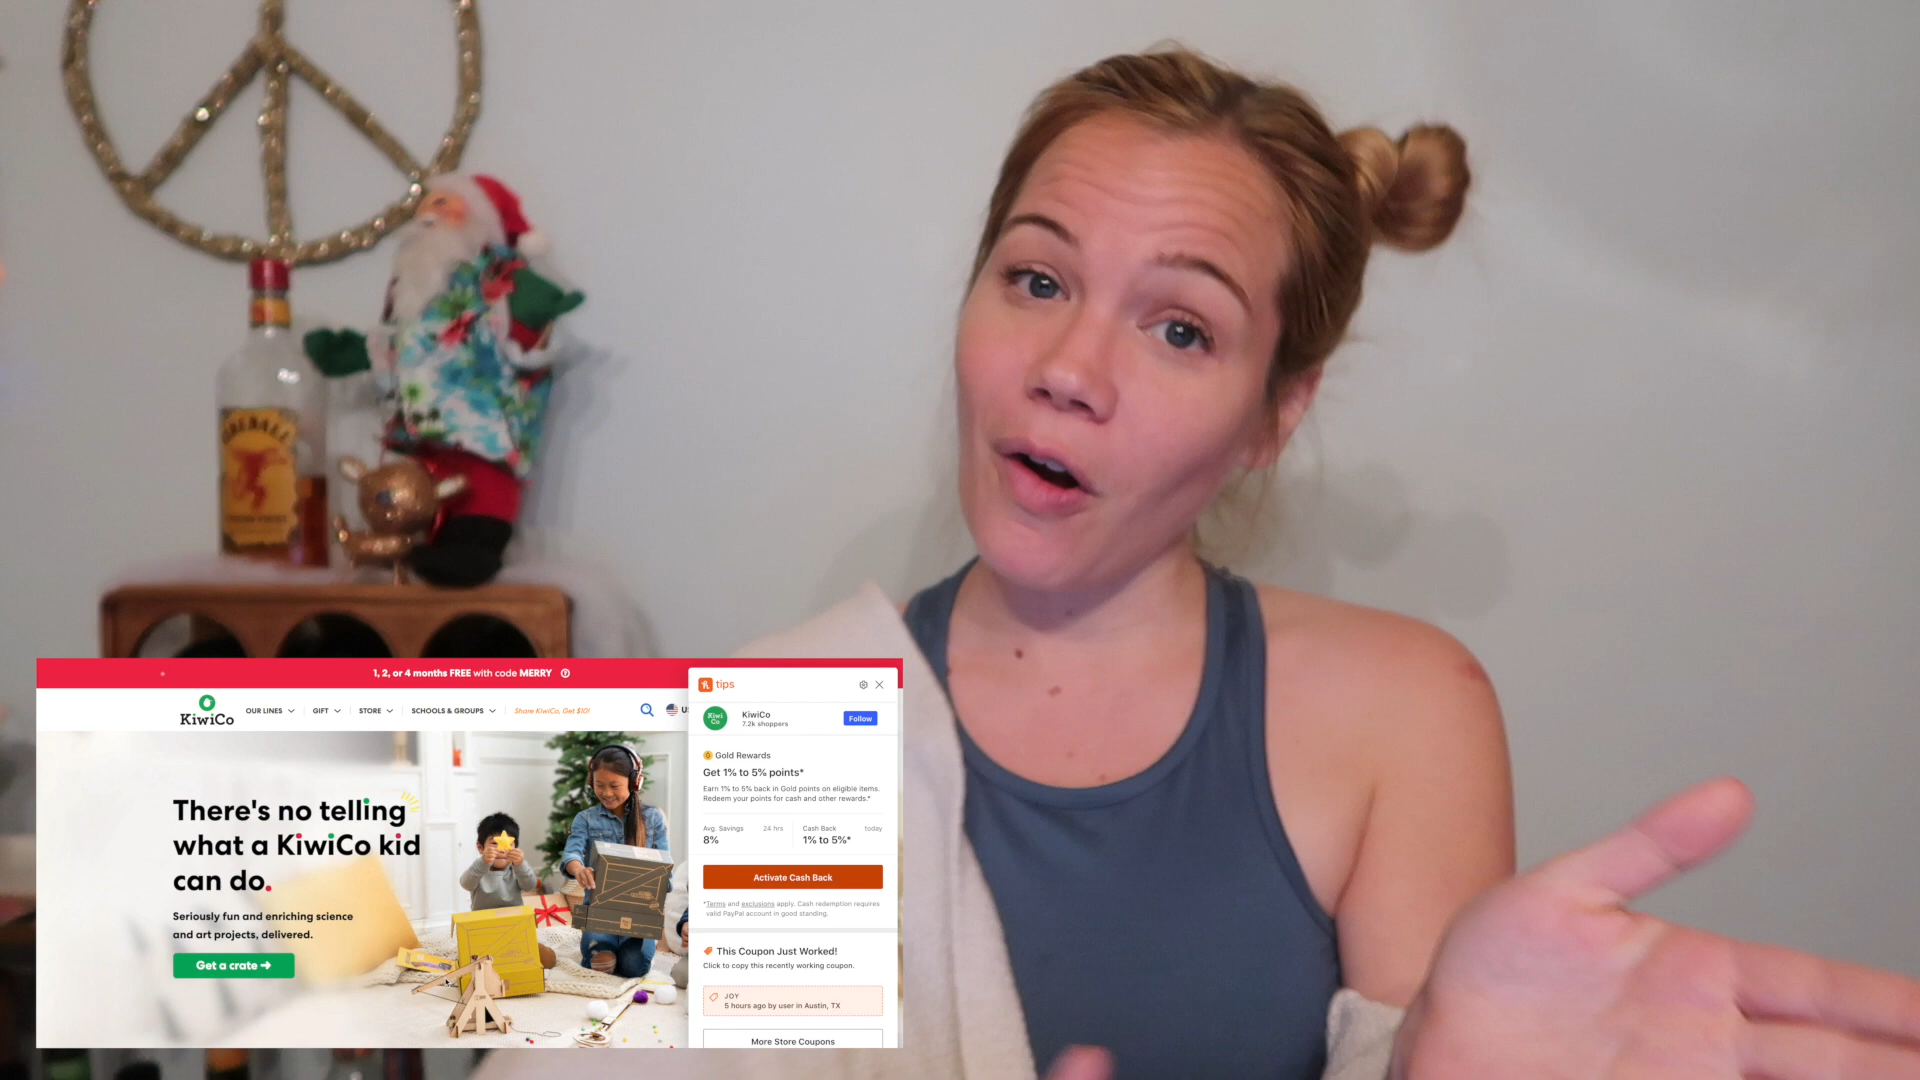 FIREBALL
1, 2, or 4 months FREE with code MERRY
KiwiCo
OUR LINES
GIFT
STORE
SCHOOLS & GROUPS
Share KiwiCo, Get $10!
There's no telling
what a KiwiCo kid
can do.
Seriously fun and enriching science
and art projects, delivered.
Get a crate →
tips
Kiwi
Co
KiwiCo
7.2k shoppers
Follow
Gold Rewards
Get 1% to 5% points*
Earn 1% to 5% back in Gold points on eligible items.
Redeem your points for cash and other rewards.*
Avg. Savings 24 hrs
8%
Cash Back today
1% to 5%*
Activate Cash Back
*Terms and exclusions apply. Cash redemption requires
valid PayPal account in good standing.
This Coupon Just Worked!
Click to copy this recently working coupon.
JOY
5 hours ago by user in Austin, TX
More Store Coupons